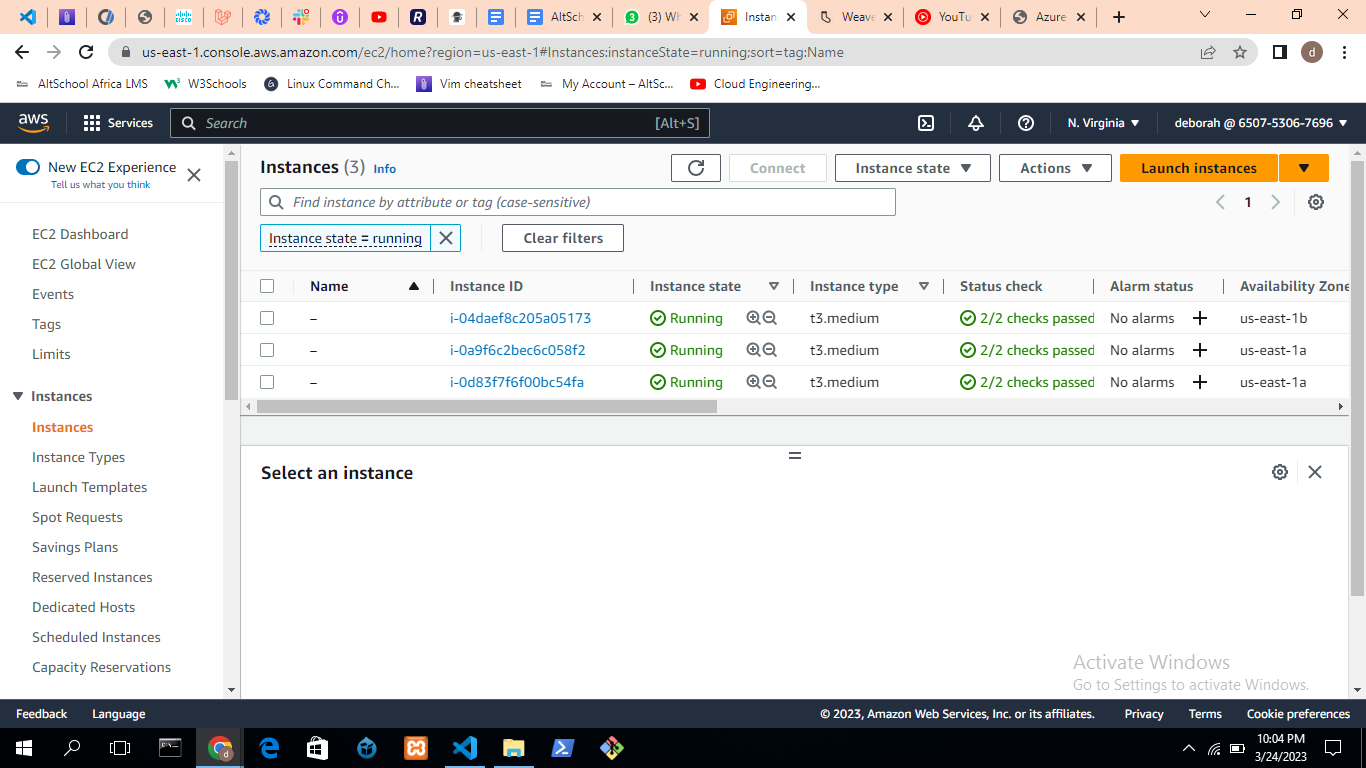 AltSch
(3) Wh
Instan
Weave
YouTu
Azure
us-east-1.console.aws.amazon.com/ec2/home?region=us-east-1#Instances:instanceState=running;sort=tag:Name
d
AltSchool Africa LMS
W3Schools
Linux Command Ch...
Vim cheatsheet
My Account – AltSc...
Cloud Engineering...
aws
Services
Search
[Alt+S]
N. Virginia
deborah @ 6507-5306-7696
New EC2 Experience
Tell us what you think
EC2 Dashboard
EC2 Global View
Events
Tags
Limits
Instances
Instances
Instance Types
Launch Templates
Spot Requests
Savings Plans
Reserved Instances
Dedicated Hosts
Scheduled Instances
Capacity Reservations
Instances (3) Info
Connect
Instance state
Actions
Launch instances
Find instance by attribute or tag (case-sensitive)
1
Instance state = running
Clear filters
Name Instance ID Instance state Instance type Status check Alarm status Availability Zone
– i-04daef8c205a05173 Running t3.medium 2/2 checks passed No alarms + us-east-1b
– i-0a9f6c2bec6c058f2 Running t3.medium 2/2 checks passed No alarms + us-east-1a
– i-0d83f7f6f00bc54fa Running t3.medium 2/2 checks passed No alarms + us-east-1a
Select an instance
Activate Windows
Go to Settings to activate Windows.
Feedback
Language
© 2023, Amazon Web Services, Inc. or its affiliates.
Privacy
Terms
Cookie preferences
10:04 PM
3/24/2023